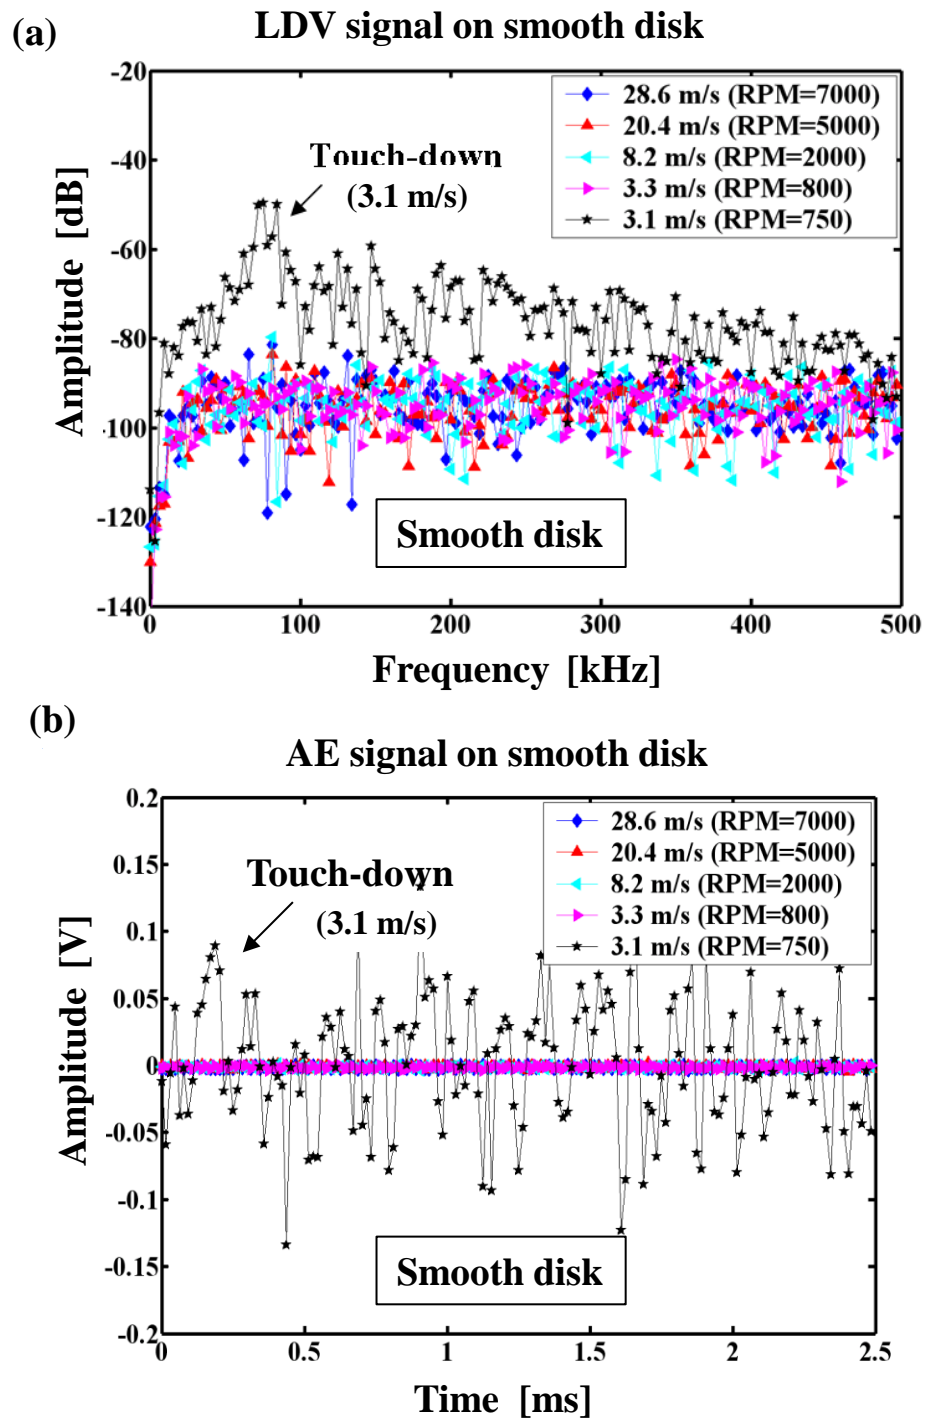 (a)
LDV signal on smooth disk
-20
-40
-60
-80
-100
-120
-140
Amplitude [dB]
28.6 m/s (RPM=7000)
20.4 m/s (RPM=5000)
8.2 m/s (RPM=2000)
3.3 m/s (RPM=800)
3.1 m/s (RPM=750)
Touch-down
(3.1 m/s)
Smooth disk
0 100 200 300 400 500
Frequency [kHz]
(b)
AE signal on smooth disk
0.2
0.15
0.1
0.05
0
-0.05
-0.1
-0.15
-0.2
Amplitude [V]
28.6 m/s (RPM=7000)
20.4 m/s (RPM=5000)
8.2 m/s (RPM=2000)
3.3 m/s (RPM=800)
3.1 m/s (RPM=750)
Touch-down
(3.1 m/s)
Smooth disk
0 0.5 1 1.5 2 2.5
Time [ms]